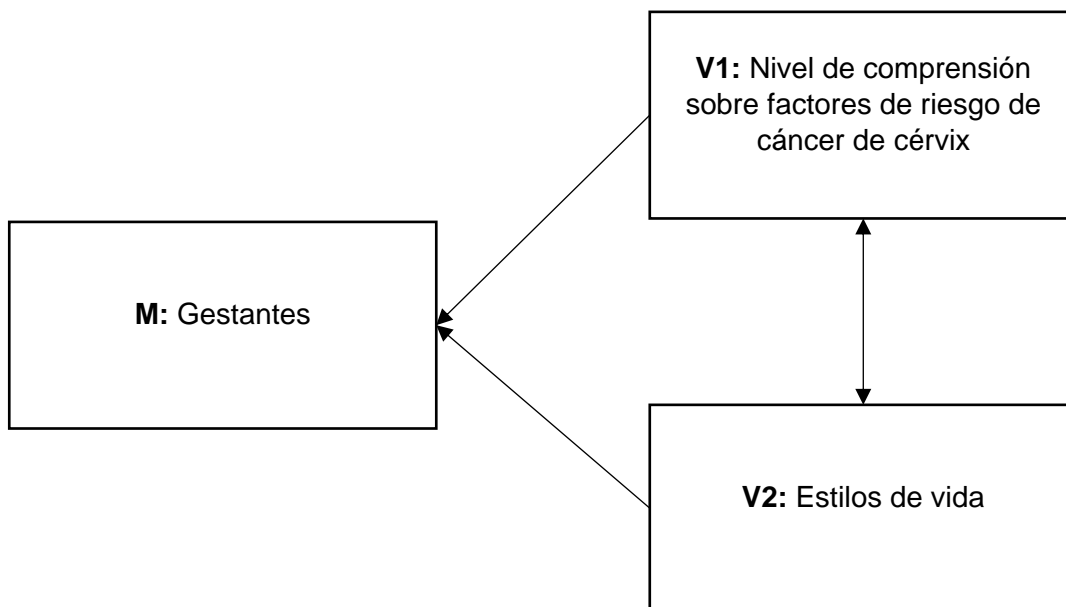 V1: Nivel de comprensión
sobre factores de riesgo de
cáncer de cérvix
M: Gestantes
V2: Estilos de vida